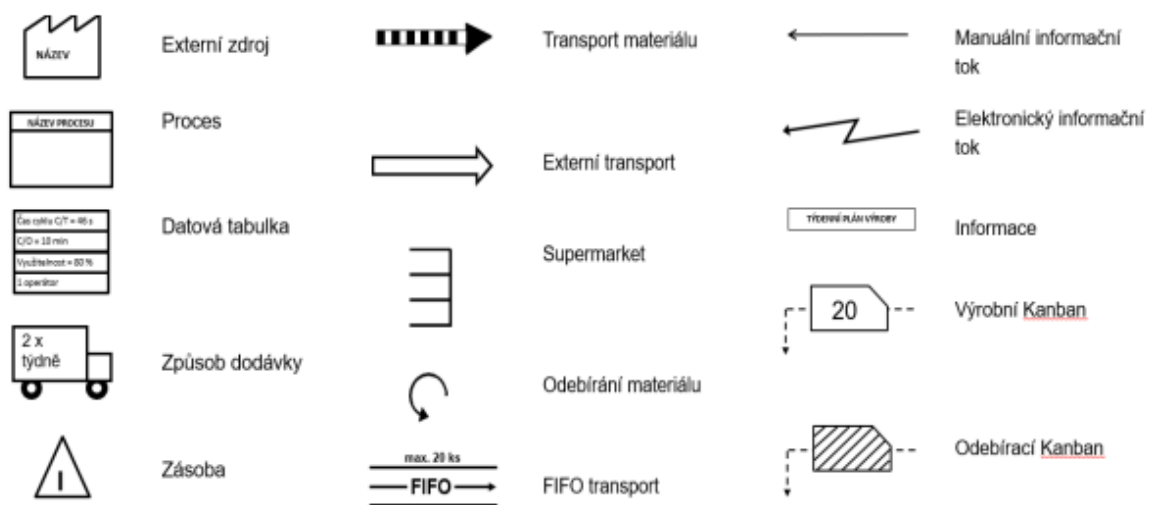 NÁZEV
Externí zdroj
NÁZEV PROCESU
Proces
Čas cyklu C/T = 46 s
C/O = 10 min
Využitelnost = 80 %
1 operátor
Datová tabulka
2 x
týdně
Způsob dodávky
I
Zásoba
Transport materiálu
Externí transport
Supermarket
Odebírání materiálu
max. 20 ks
FIFO
FIFO transport
Manuální informační
tok
Elektronický informační
tok
TÝDENNÍ PLÁN VÝROBY
Informace
20
Výrobní Kanban
Odebírací Kanban